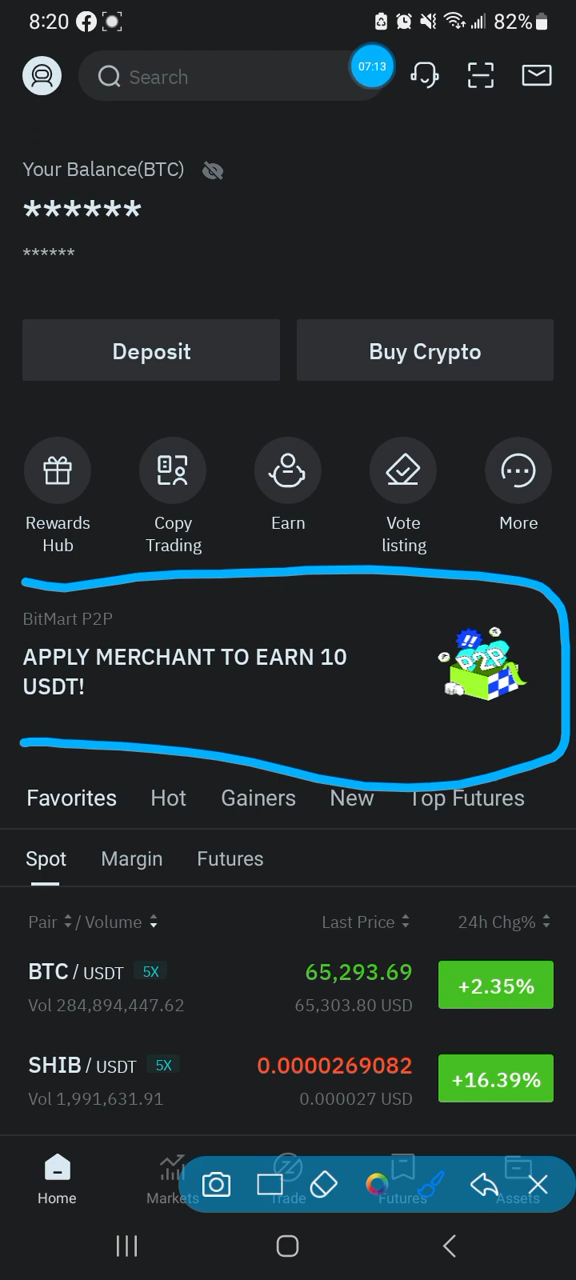 8:20
82%
Search
07:13
Your Balance(BTC)
******
******
Deposit
Buy Crypto
Rewards Hub
Copy Trading
Earn
Vote listing
More
BitMart P2P
APPLY MERCHANT TO EARN 10
USDT!
P2P
Favorites Hot Gainers New Top Futures
Spot Margin Futures
Pair / Volume Last Price 24h Chg%
BTC / USDT 5X 65,293.69 +2.35%
Vol 284,894,447.62 65,303.80 USD
SHIB / USDT 5X 0.0000269082 +16.39%
Vol 1,991,631.91 0.000027 USD
Home Markets Trade Futures Assets